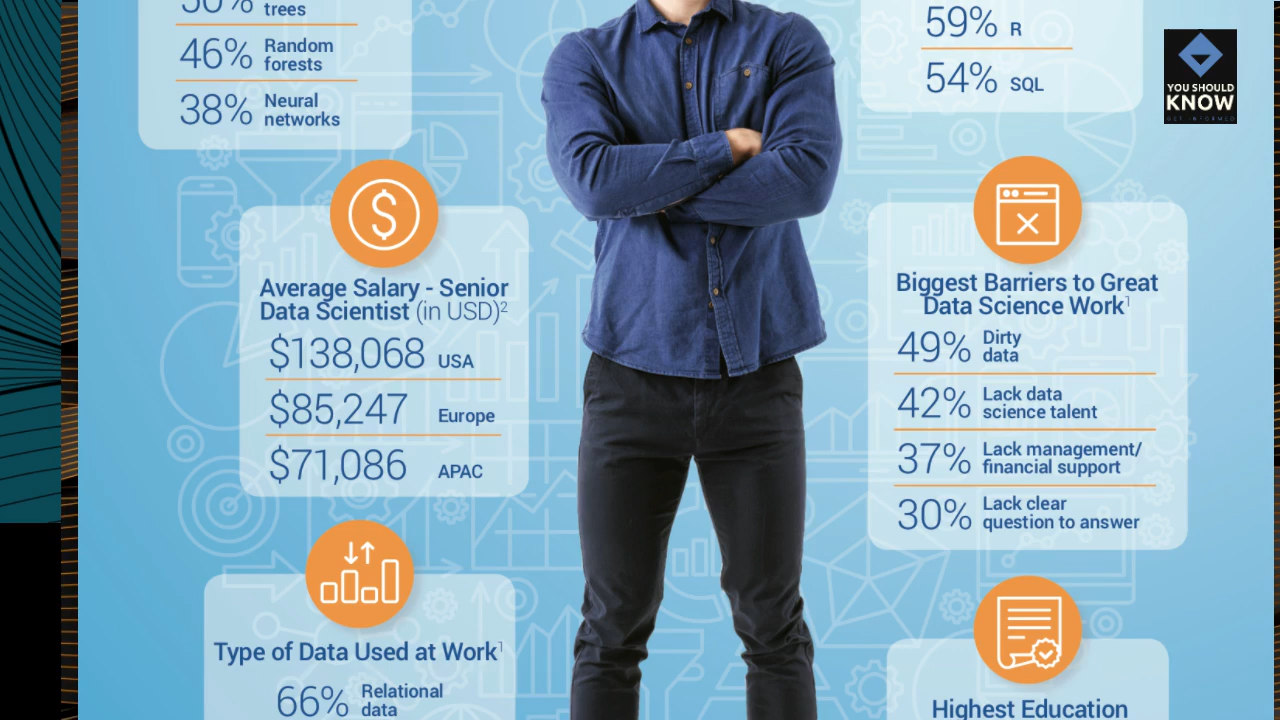 trees
46% Random
forests
38% Neural
networks
59% R
54% SQL
YOU SHOULD
KNOW
GET INFORMED
Average Salary - Senior
Data Scientist (in USD)2
$138,068 USA
$85,247 Europe
$71,086 APAC
Biggest Barriers to Great
Data Science Work1
49% Dirty
data
42% Lack data
science talent
37% Lack management/
financial support
30% Lack clear
question to answer
Type of Data Used at Work1
66% Relational
data
Highest Education